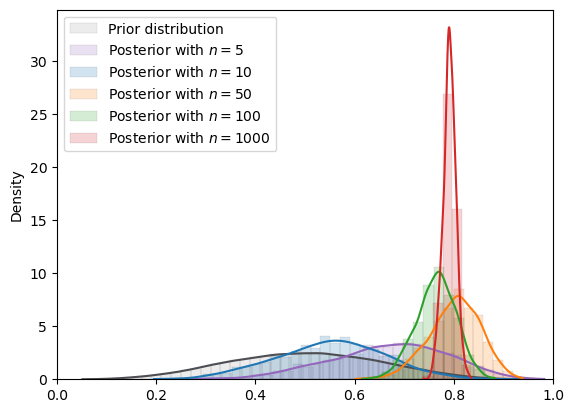 Prior distribution
Posterior with n = 5
Posterior with n = 10
Posterior with n = 50
Posterior with n = 100
Posterior with n = 1000
Density
30
25
20
15
10
5
0
0.0 0.2 0.4 0.6 0.8 1.0